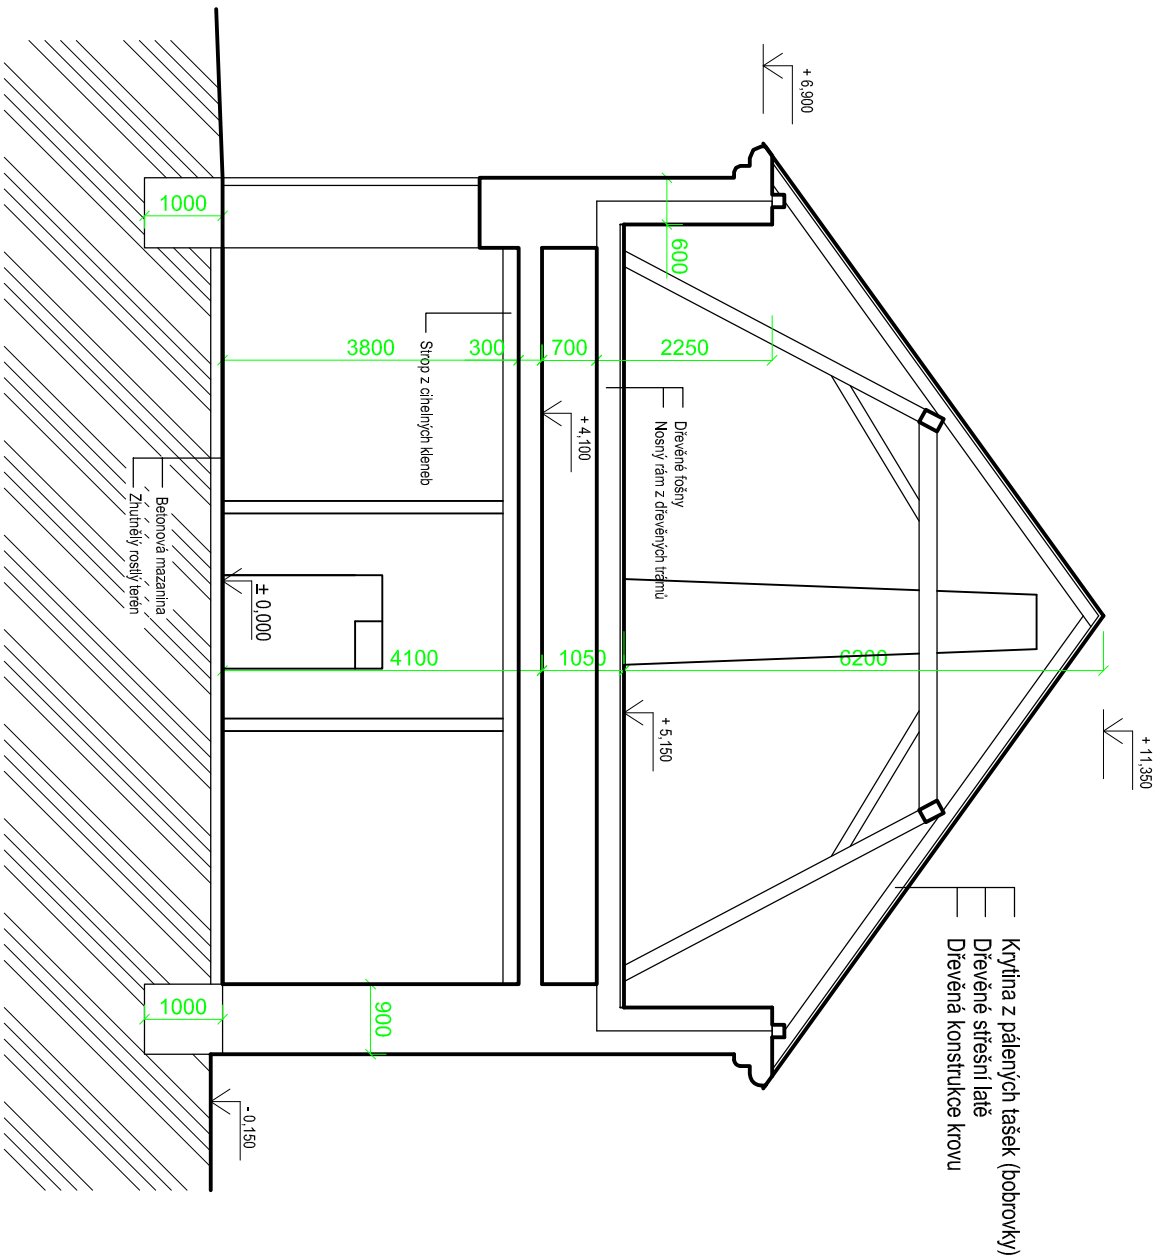 + 11,350
Krytina z pálených tašek (bobrovky)
Dřevěné střešní latě
Dřevěná konstrukce krovu
6200
+ 6,900
600
2250
Dřevěné fošny
Nosný rám z dřevěných trámů
+ 5,150
1050
700
+ 4,100
300
Strop z cihelných kleneb
3800
4100
900
± 0,000
- 0,150
1000
1000
Betonová mazanina
Zhutnělý rostlý terén